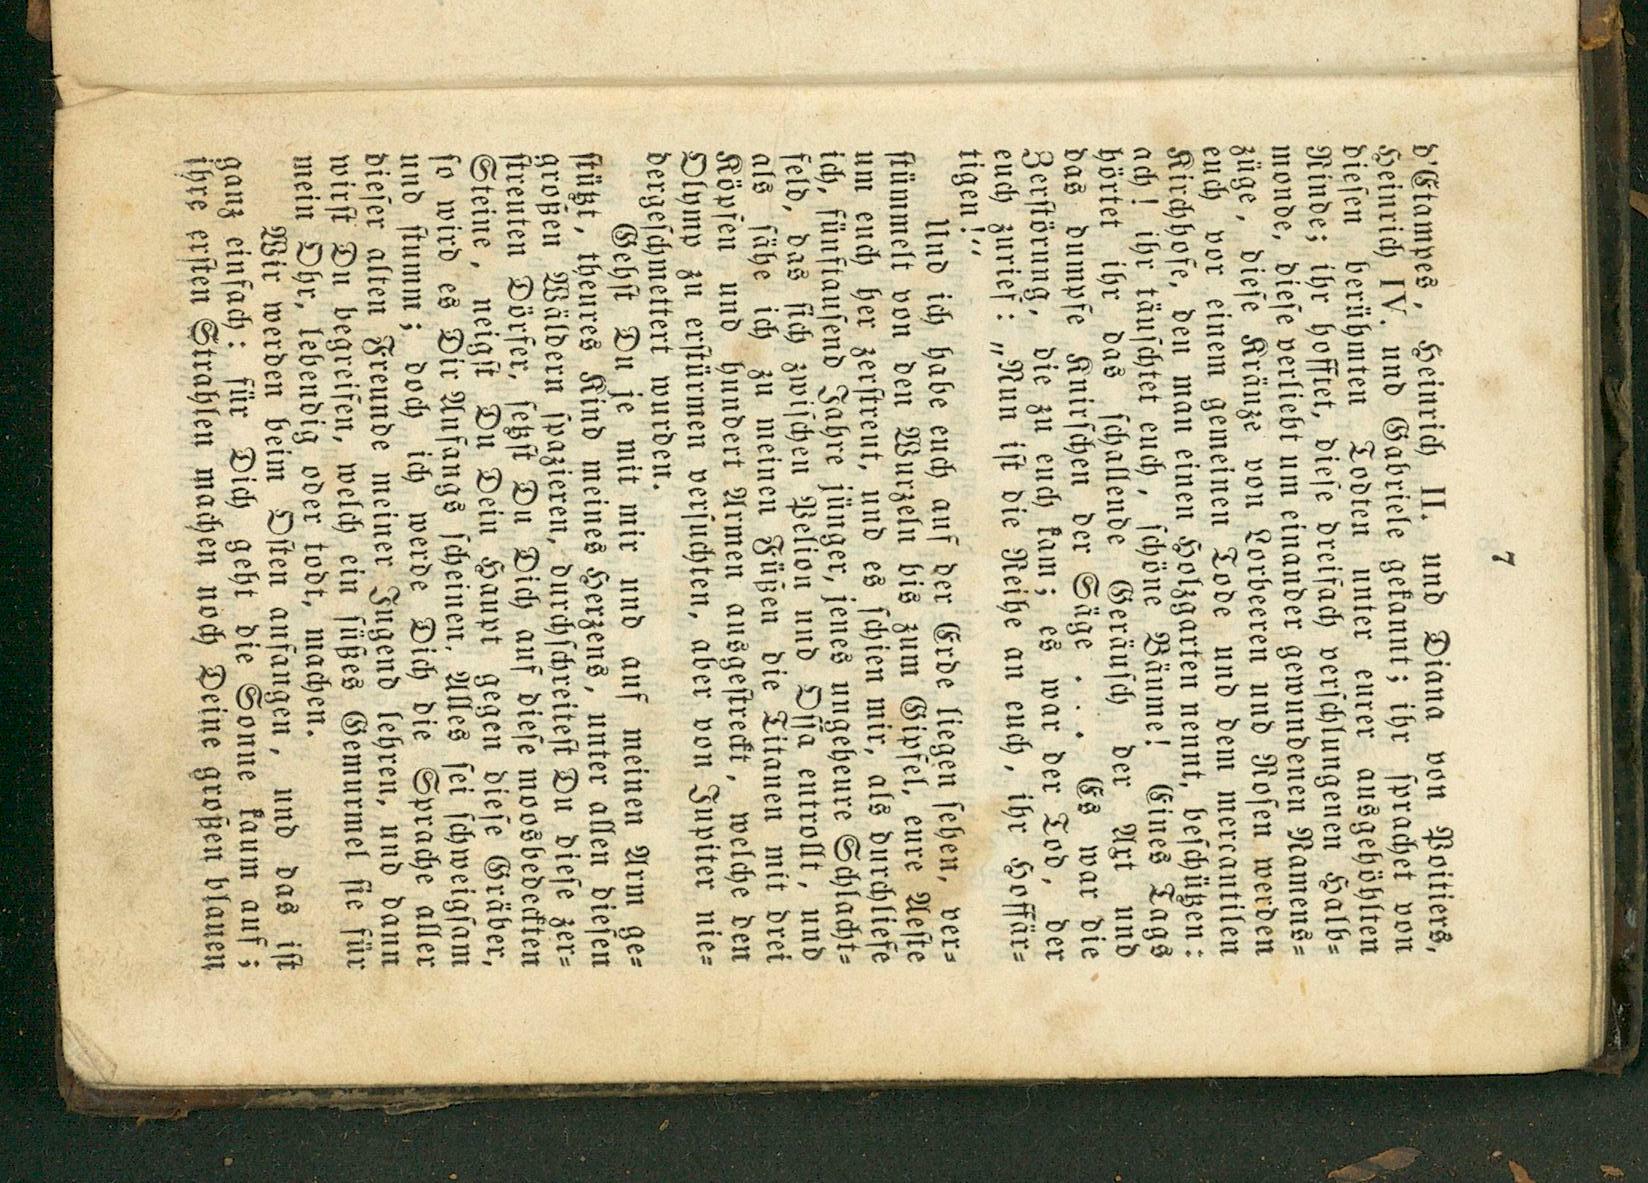 7
d'Etampes, Heinrich II. und Diana von Poitiers,
Heinrich IV. und Gabriele gekannt; ihr sprachet von
diesen berühmten Todten unter eurer ausgehöhlten
Rinde; ihr hofftet, diese dreifach verschlungenen Halb-
monde, diese verliebt um einander gewundenen Namens-
züge, diese Kränze von Lorbeeren und Rosen werden
euch vor einem gemeinen Tode und dem mercantilen
Kirchhofe, den man einen Holzgarten nennt, beschützen:
ach! ihr täuschtet euch, schöne Bäume! Eines Tags
hörtet ihr das schallende Geräusch der Axt und
das dumpfe Knirschen der Säge . . . Es war die
Zerstörung, die zu euch kam; es war der Tod, der
euch zurief: „Nun ist die Reihe an euch, ihr Hoffär-
tigen!“
Und ich habe euch auf der Erde liegen sehen, ver-
stümmelt von den Wurzeln bis zum Gipfel, eure Aeste
um euch her zerstreut, und es schien mir, als durchliefe
ich, fünftausend Jahre jünger, jenes ungeheure Schlacht-
feld, das sich zwischen Pelion und Ossa entrollt, und
als sähe ich zu meinen Füßen die Titanen mit drei
Köpfen und hundert Armen ausgestreckt, welche den
Olymp zu erstürmen versuchten, aber von Jupiter nie-
dergeschmettert wurden.
Gehst Du je mit mir und auf meinen Arm ge-
stützt, theures Kind meines Herzens, unter allen diesen
großen Wäldern spazieren, durchschreitest Du diese zer-
streuten Dörfer, setzst Du Dich auf diese moosbedeckten
Steine, neigst Du Dein Haupt gegen diese Gräber,
so wird es Dir Anfangs scheinen, Alles sei schweigsam
und stumm; doch ich werde Dich die Sprache aller
dieser alten Freunde meiner Jugend lehren, und dann
wirst Du begreifen, welch ein süßes Gemurmel sie für
mein Ohr, lebendig oder todt, machen.
Wir werden beim Osten anfangen, und das ist
ganz einfach: für Dich geht die Sonne kaum auf;
ihre ersten Strahlen machen noch Deine großen blauen